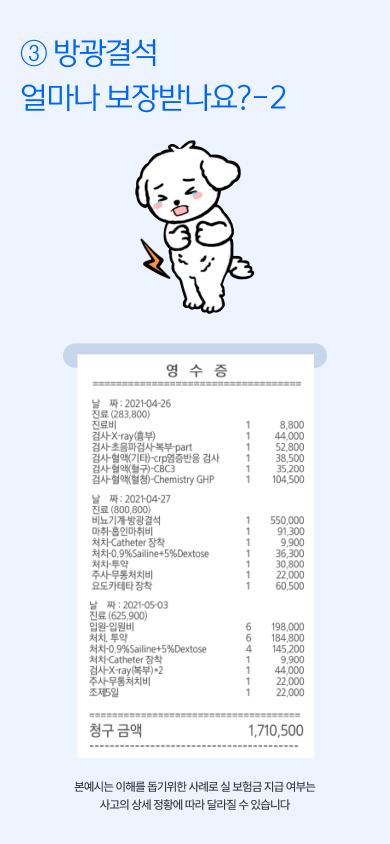 ③ 방광결석
얼마나 보장받나요?-2
영 수 증
==================================
날 짜 : 2021-04-26
진료 (283,800)
진료비 1 8,800
검사-X-ray(흉부) 1 44,000
검사-초음파검사-복부-part 1 52,800
검사-혈액(기타)-crp염증반응 검사 1 38,500
검사-혈액(혈구)-CBC3 1 35,200
검사-혈액(혈청)-Chemistry GHP 1 104,500
날 짜 : 2021-04-27
진료 (800,800)
비뇨기계-방광결석 1 550,000
마취-흡인마취비 1 91,300
처치-Catheter 장착 1 9,900
처치-0.9%Sailine+5%Dextose 1 36,300
처치-투약 1 30,800
주사-무통처치비 1 22,000
요도카테타 장착 1 60,500
날 짜 : 2021-05-03
진료 (625,900)
입원-입원비 6 198,000
처치, 투약 6 184,800
처치-0.9%Sailine+5%Dextose 4 145,200
처치-Catheter 장착 1 9,900
검사-X-ray(복부)*2 1 44,000
주사-무통처치비 1 22,000
조제5일 1 22,000
==================================
청구 금액 1,710,500
----------------------------------
본예시는 이해를 돕기위한 사례로 실 보험금 지급 여부는
사고의 상세 정황에 따라 달라질 수 있습니다